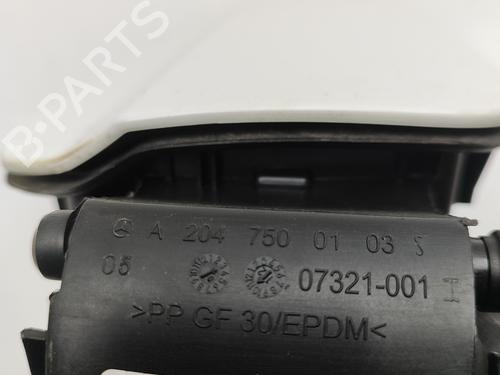 B-PARTS
A 204 750 01 03 S
05 07321-001 H
>PP GF 30/EPDM<